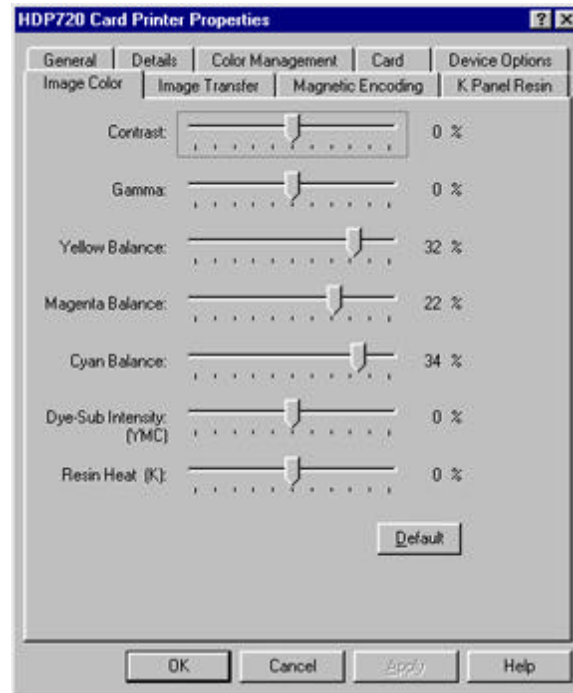 HDP720 Card Printer Properties
General Details Color Management Card Device Options
Image Color Image Transfer Magnetic Encoding K Panel Resin
Contrast: 0 %
Gamma: 0 %
Yellow Balance: 32 %
Magenta Balance: 22 %
Cyan Balance: 34 %
Dye-Sub Intensity: 0 %
(YMC)
Resin Heat (K): 0 %
Default
OK Cancel Apply Help